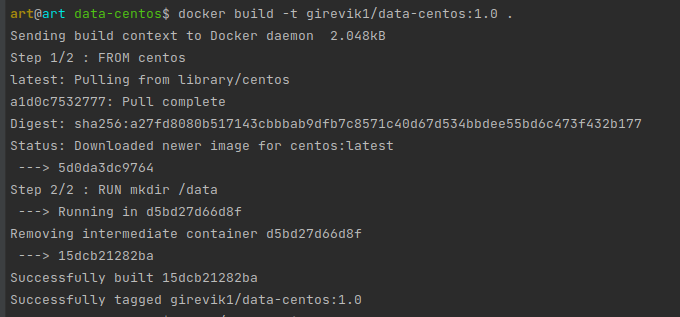 art@art data-centos$ docker build -t girevik1/data-centos:1.0 .
Sending build context to Docker daemon  2.048kB
Step 1/2 : FROM centos
latest: Pulling from library/centos
a1d0c7532777: Pull complete
Digest: sha256:a27fd8080b517143cbbbab9dfb7c8571c40d67d534bbdee55bd6c473f432b177
Status: Downloaded newer image for centos:latest
 ---> 5d0da3dc9764
Step 2/2 : RUN mkdir /data
 ---> Running in d5bd27d66d8f
Removing intermediate container d5bd27d66d8f
 ---> 15dcb21282ba
Successfully built 15dcb21282ba
Successfully tagged girevik1/data-centos:1.0